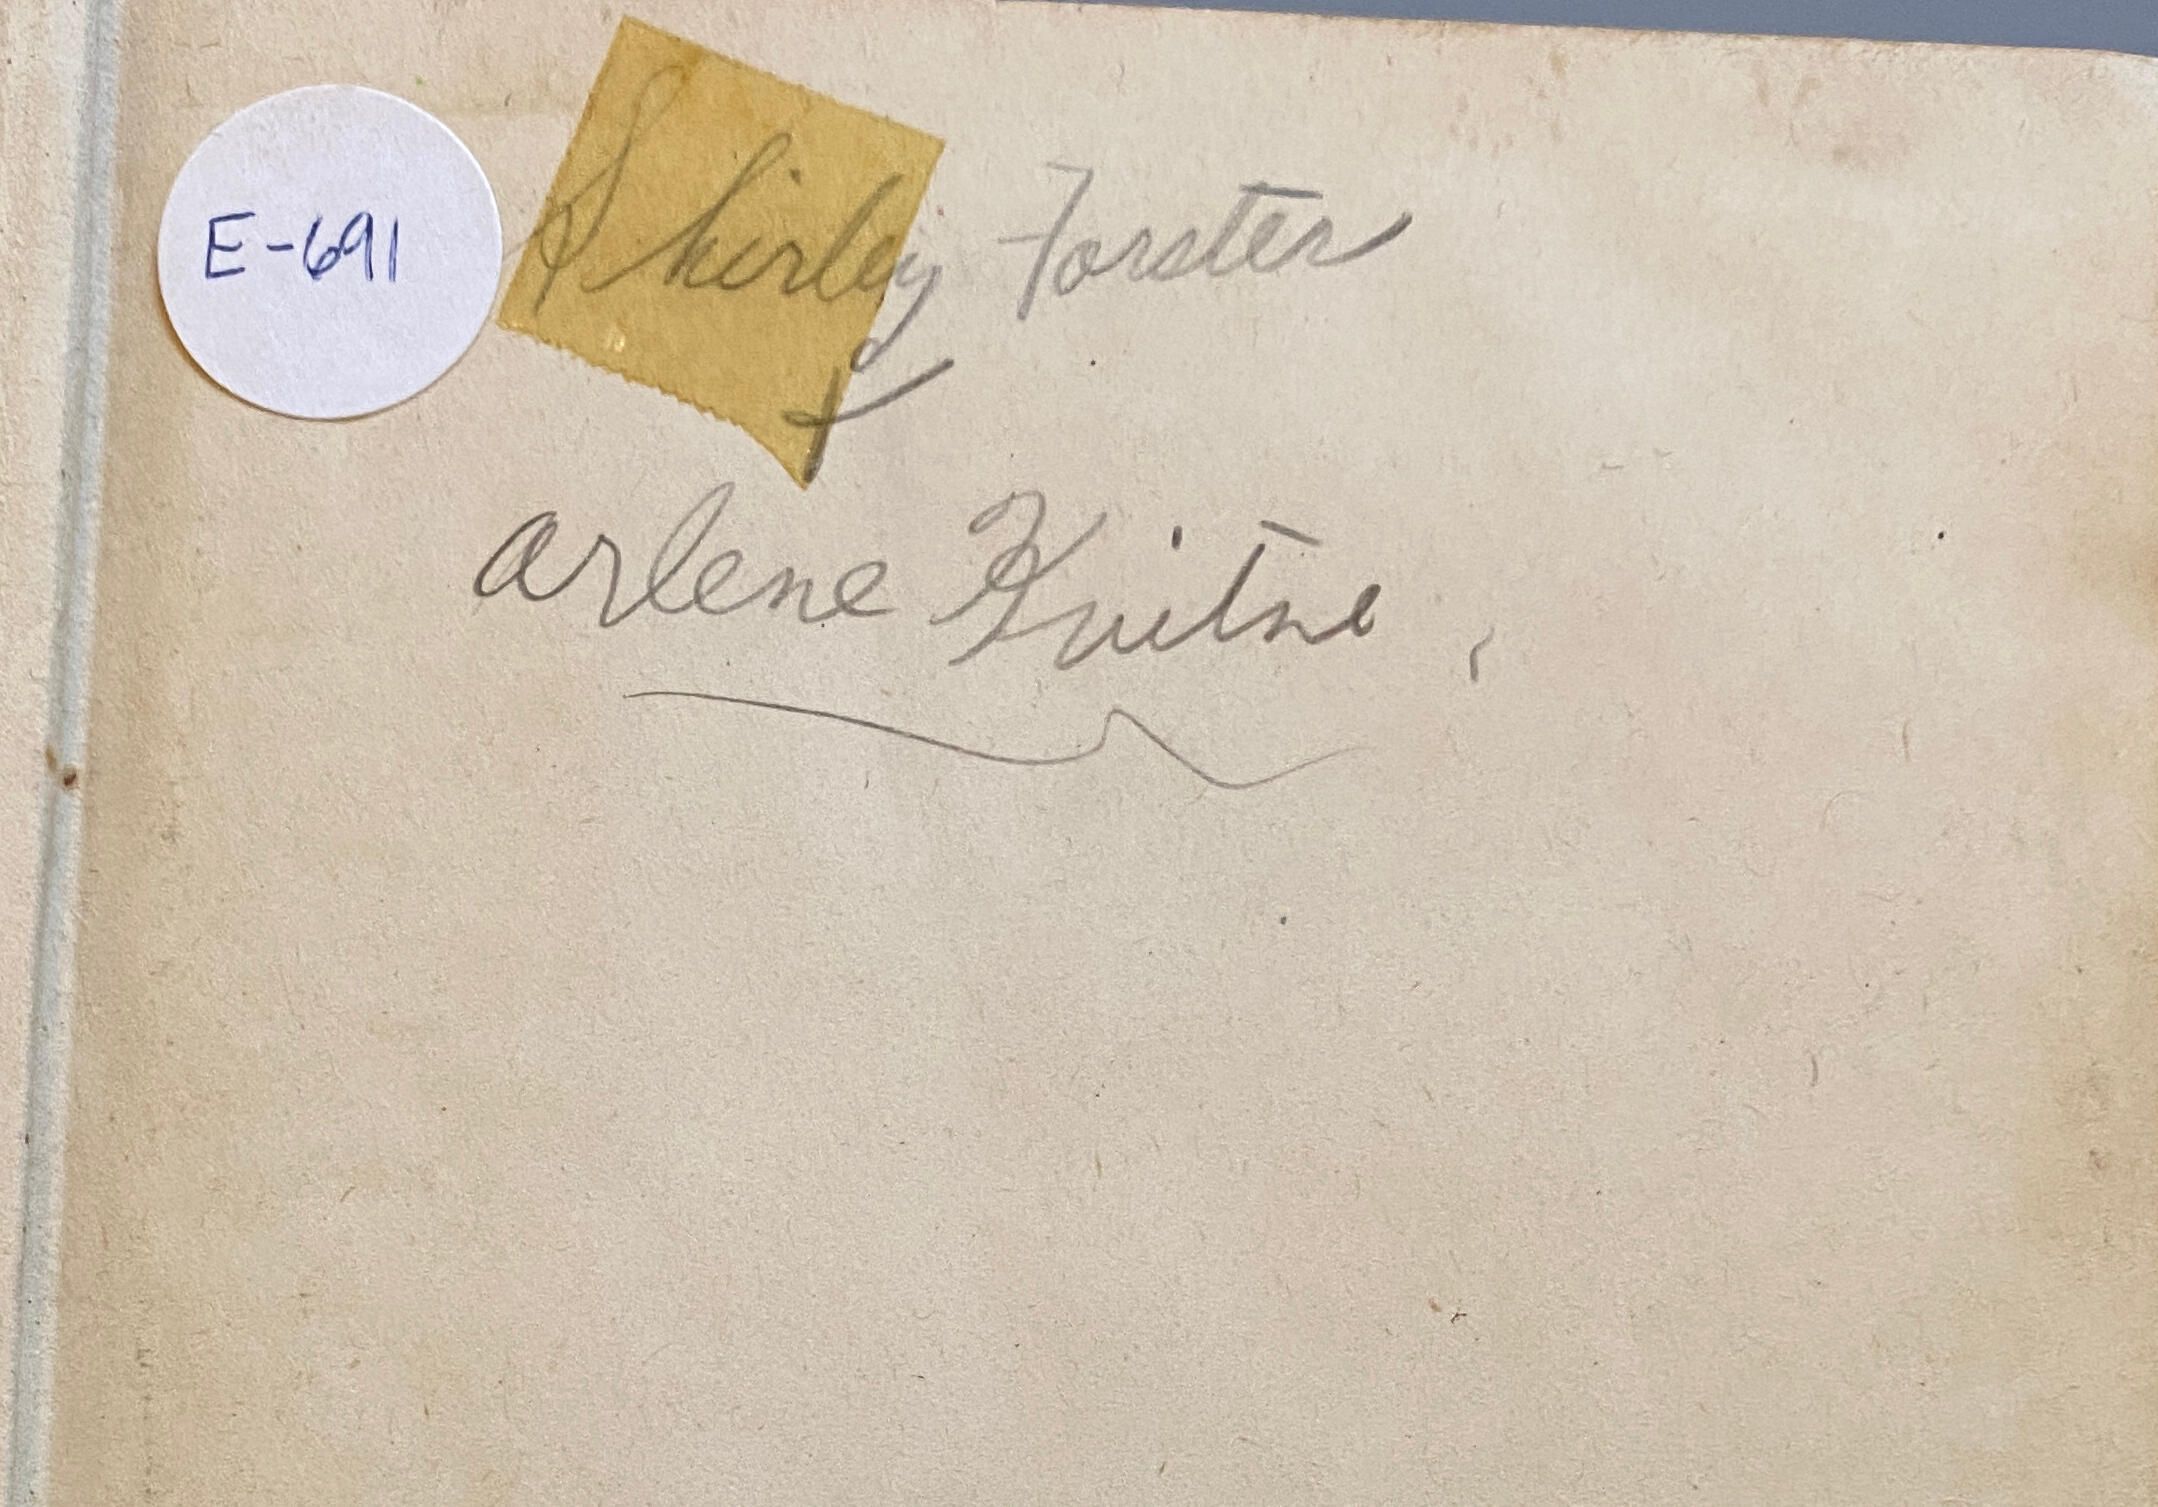 E-691
Shirley Forster
+
Arlene Kvitne